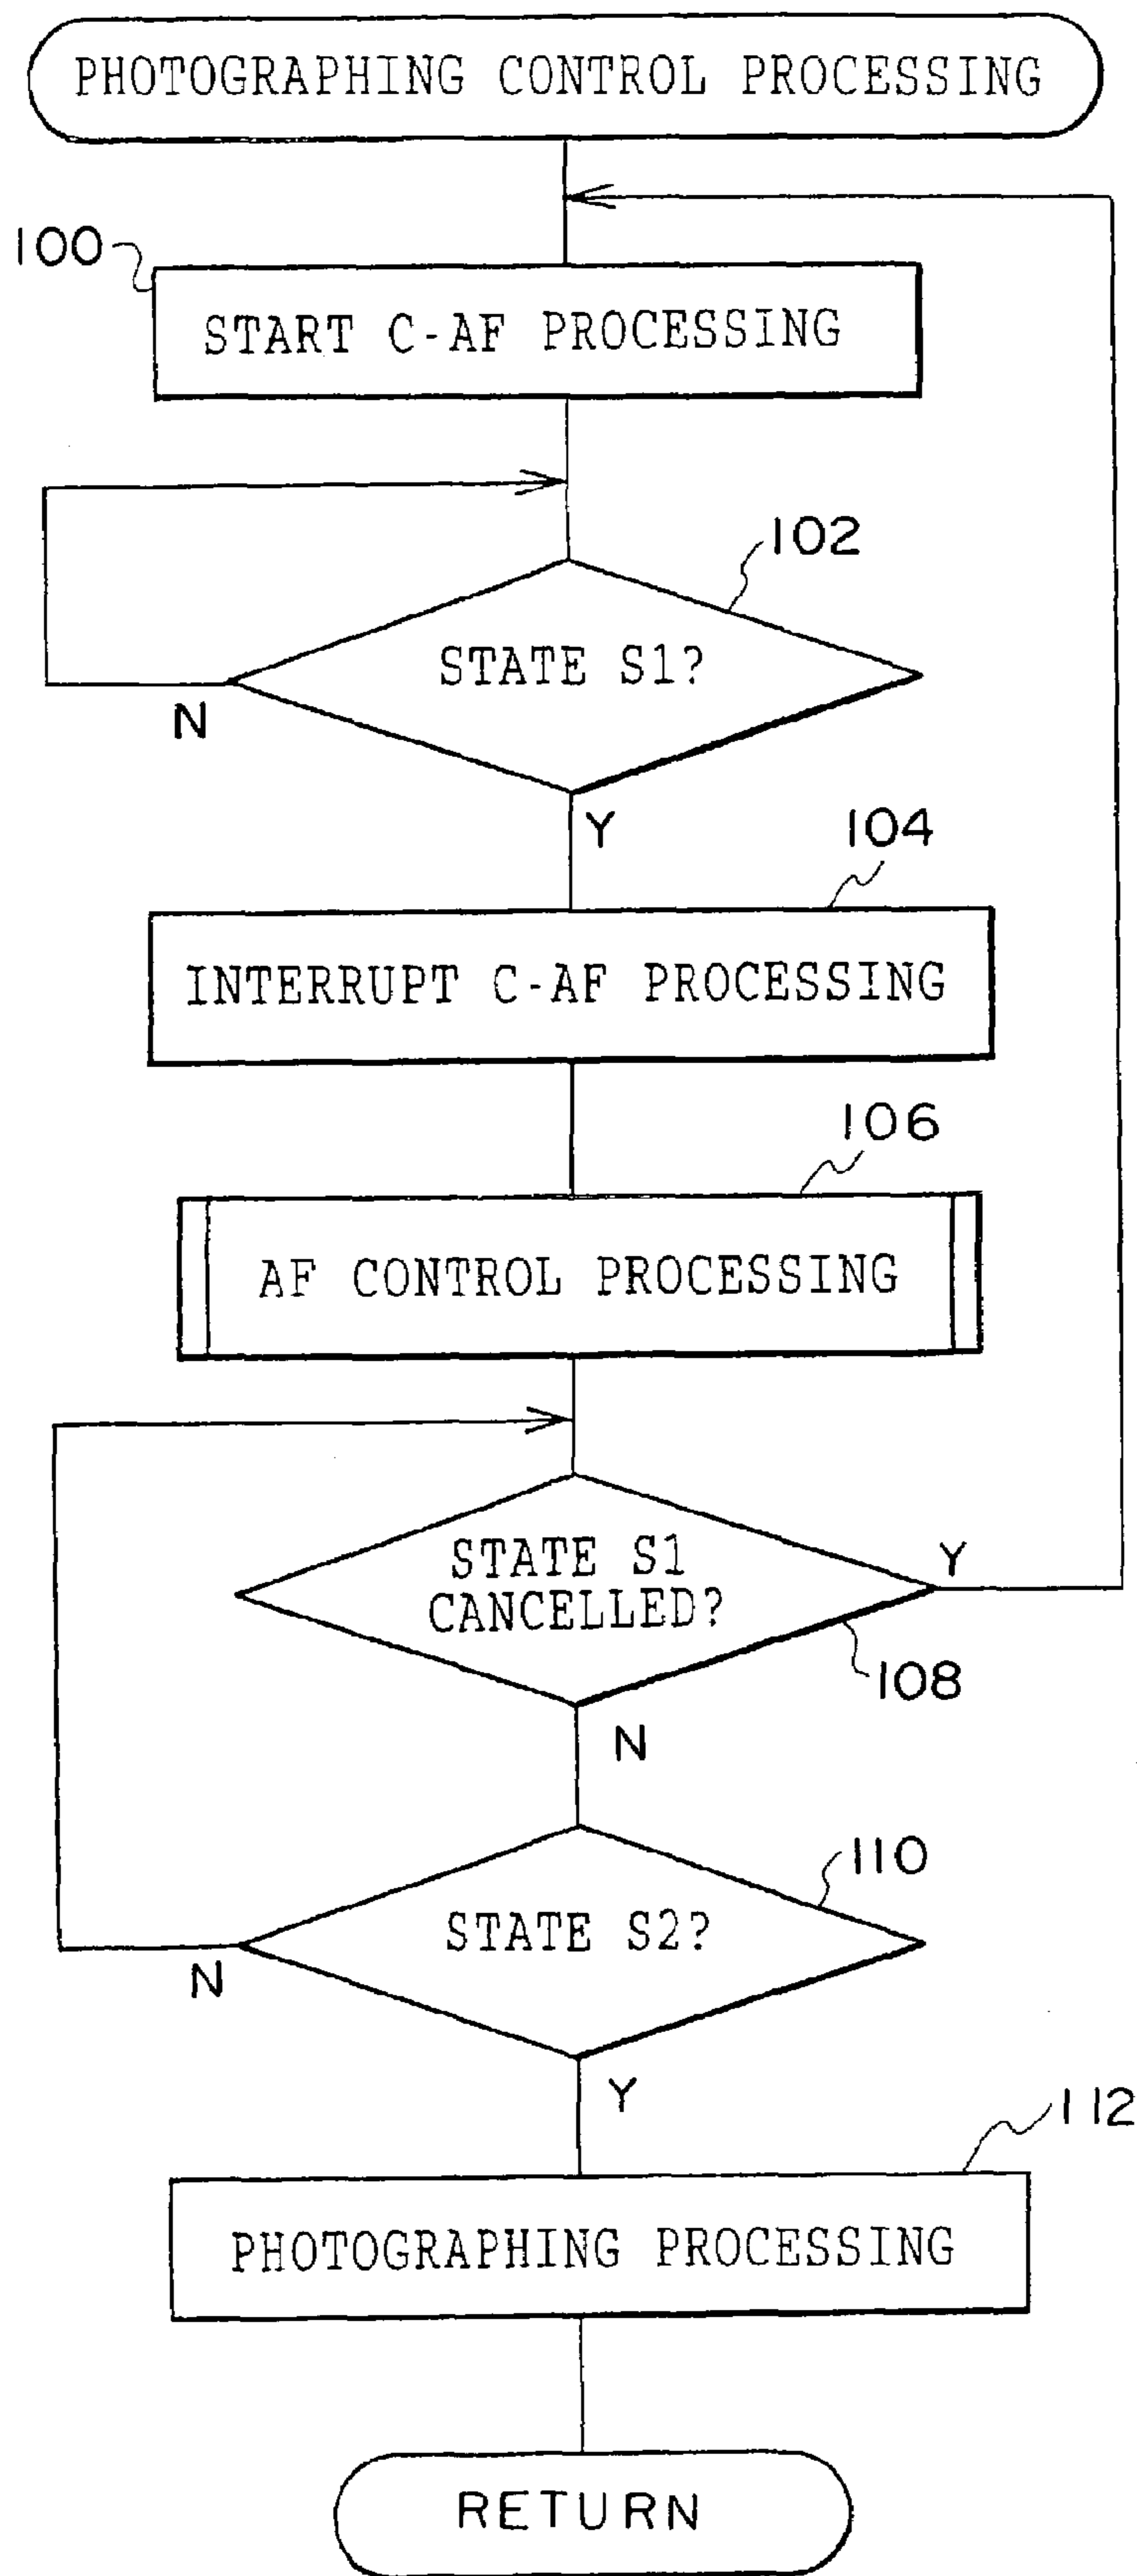 PHOTOGRAPHING CONTROL PROCESSING
100
START C-AF PROCESSING
102
STATE S1?
N
Y
104
INTERRUPT C-AF PROCESSING
106
AF CONTROL PROCESSING
STATE S1
CANCELLED?
Y
108
N
110
STATE S2?
N
Y
112
PHOTOGRAPHING PROCESSING
RETURN